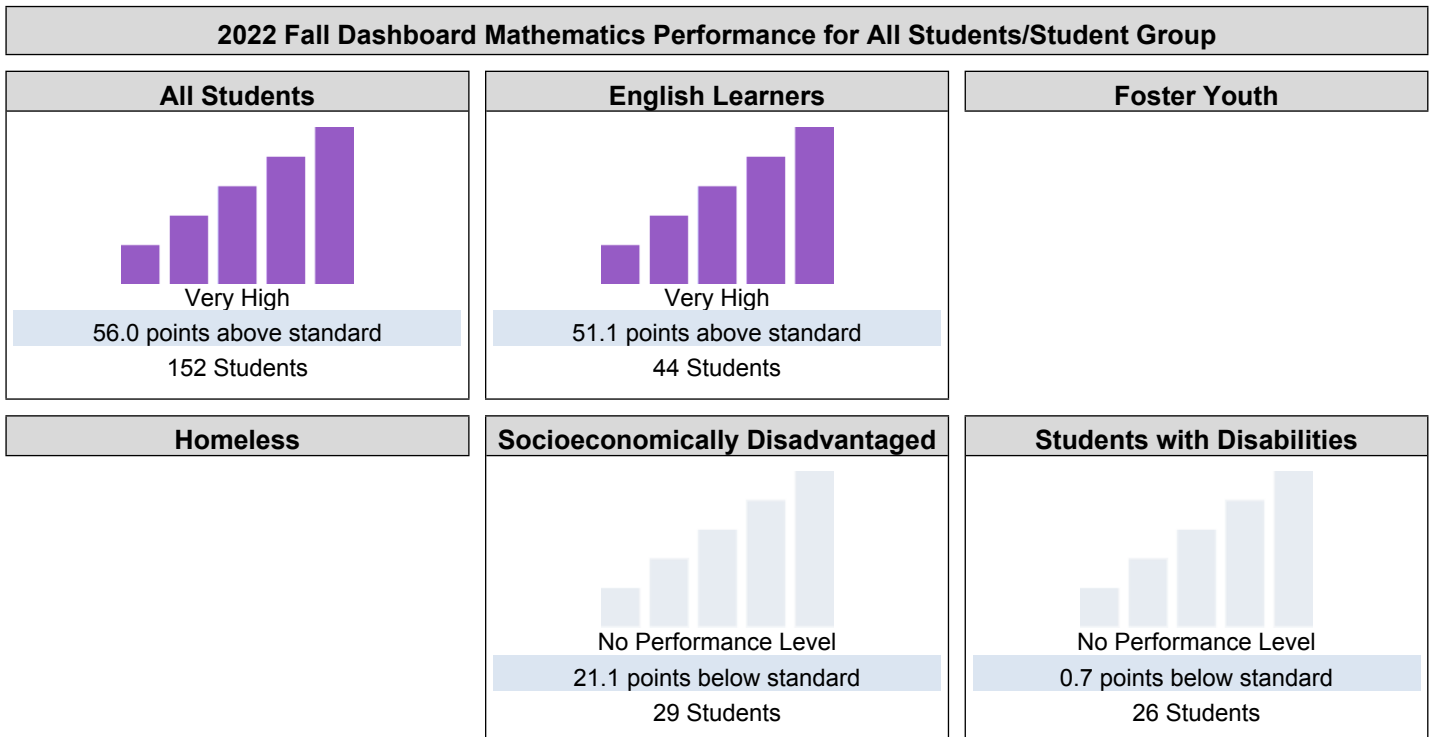 2022 Fall Dashboard Mathematics Performance for All Students/Student Group
All Students
Very High
56.0 points above standard
152 Students
English Learners
Very High
51.1 points above standard
44 Students
Foster Youth
Homeless
Socioeconomically Disadvantaged
No Performance Level
21.1 points below standard
29 Students
Students with Disabilities
No Performance Level
0.7 points below standard
26 Students